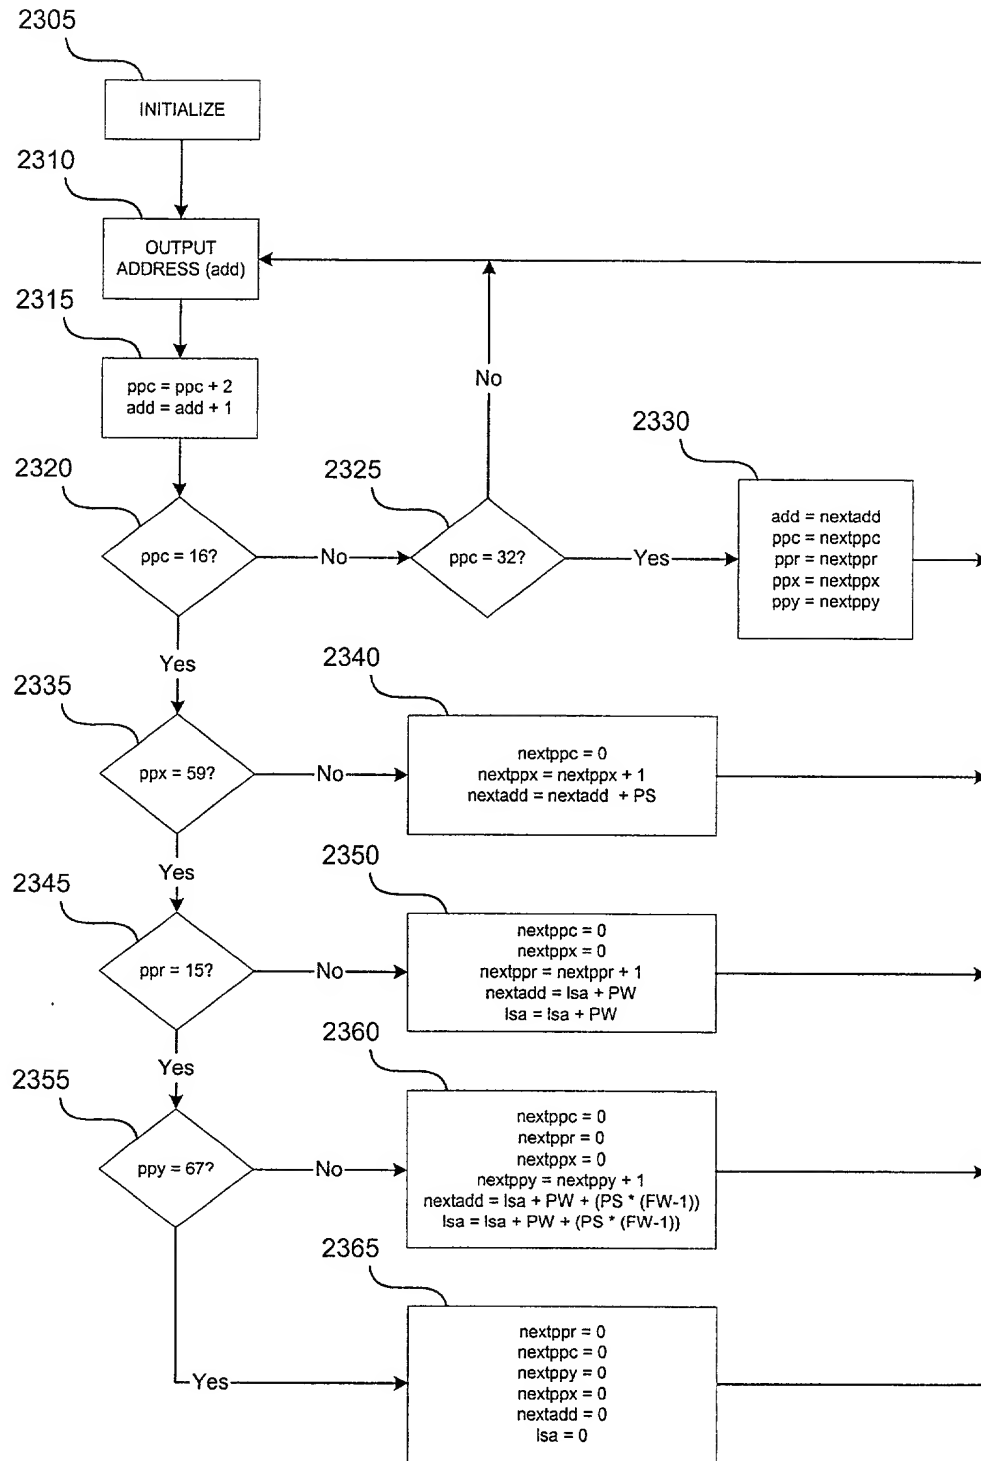 2305
INITIALIZE
2310
OUTPUT
ADDRESS (add)
2315
ppc = ppc + 2
add = add + 1
No
2320
ppc = 16?
No
2325
ppc = 32?
Yes
2330
add = nextadd
ppc = nextppc
ppr = nextppr
ppx = nextppx
ppy = nextppy
Yes
2335
ppx = 59?
No
2340
nextppc = 0
nextppx = nextppx + 1
nextadd = nextadd + PS
Yes
2345
ppr = 15?
No
2350
nextppc = 0
nextppx = 0
nextppr = nextppr + 1
nextadd = lsa + PW
lsa = lsa + PW
Yes
2355
ppy = 67?
No
2360
nextppc = 0
nextppr = 0
nextppx = 0
nextppy = nextppy + 1
nextadd = lsa + PW + (PS * (FW-1))
lsa = lsa + PW + (PS * (FW-1))
Yes
2365
nextppr = 0
nextppc = 0
nextppy = 0
nextppx = 0
nextadd = 0
lsa = 0